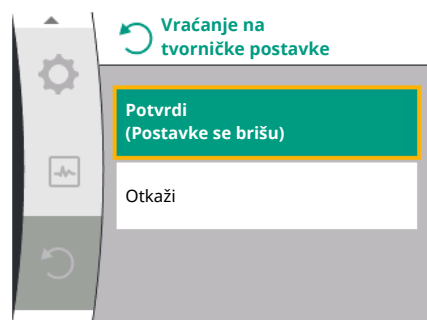 Vraćanje na
tvorničke postavke
Potvrdi
(Postavke se brišu)
Otkaži